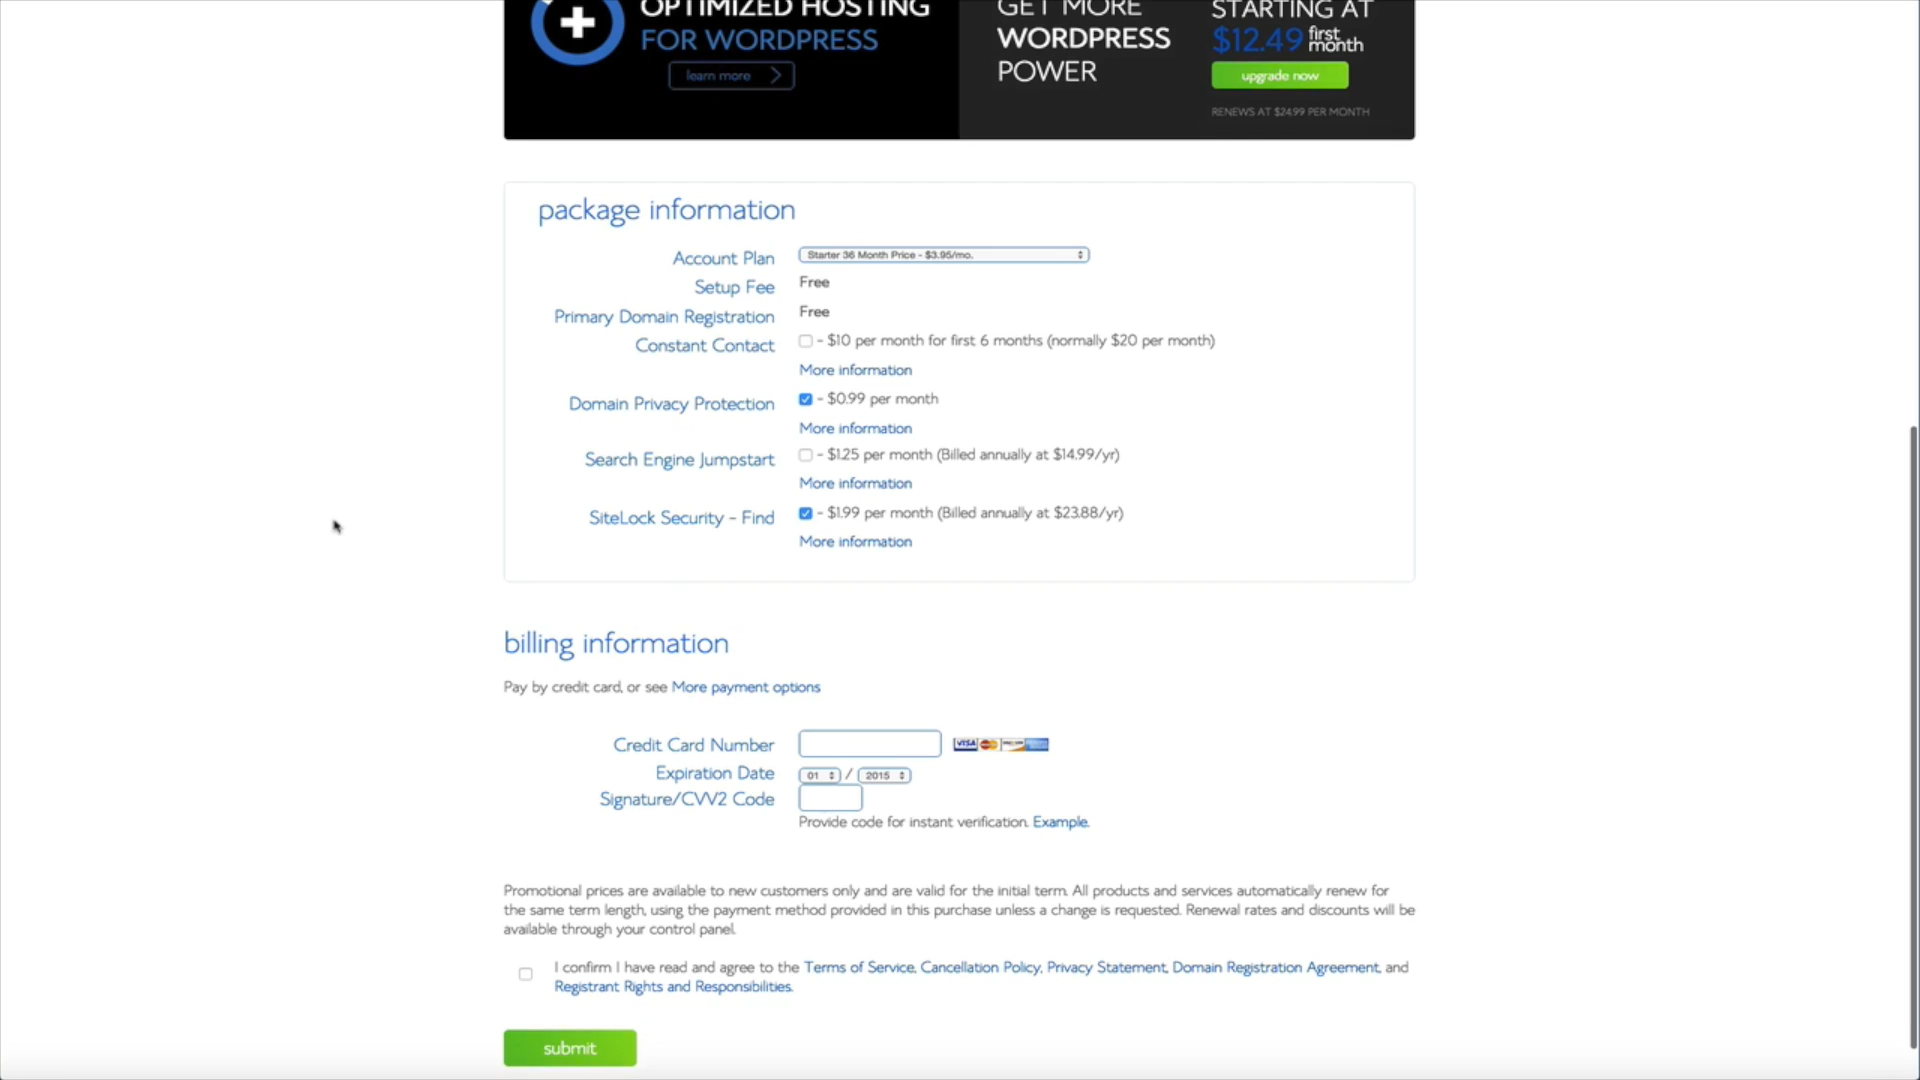 OPTIMIZED HOSTING
FOR WORDPRESS
learn more
GET MORE
WORDPRESS
POWER
STARTING AT
$12.49 first month
upgrade now
RENEWS AT $24.99 PER MONTH
package information
Account Plan Starter 36 Month Price - $3.95/mo.
Setup Fee Free
Primary Domain Registration Free
Constant Contact - $10 per month for first 6 months (normally $20 per month)
More information
Domain Privacy Protection - $0.99 per month
More information
Search Engine Jumpstart - $1.25 per month (Billed annually at $14.99/yr)
More information
SiteLock Security - Find - $1.99 per month (Billed annually at $23.88/yr)
More information
billing information
Pay by credit card, or see More payment options
Credit Card Number VISA
Expiration Date 01 / 2015
Signature/CVV2 Code
Provide code for instant verification. Example.
Promotional prices are available to new customers only and are valid for the initial term. All products and services automatically renew for
the same term length, using the payment method provided in this purchase unless a change is requested. Renewal rates and discounts will be
available through your control panel.
I confirm I have read and agree to the Terms of Service, Cancellation Policy, Privacy Statement, Domain Registration Agreement, and
Registrant Rights and Responsibilities.
submit